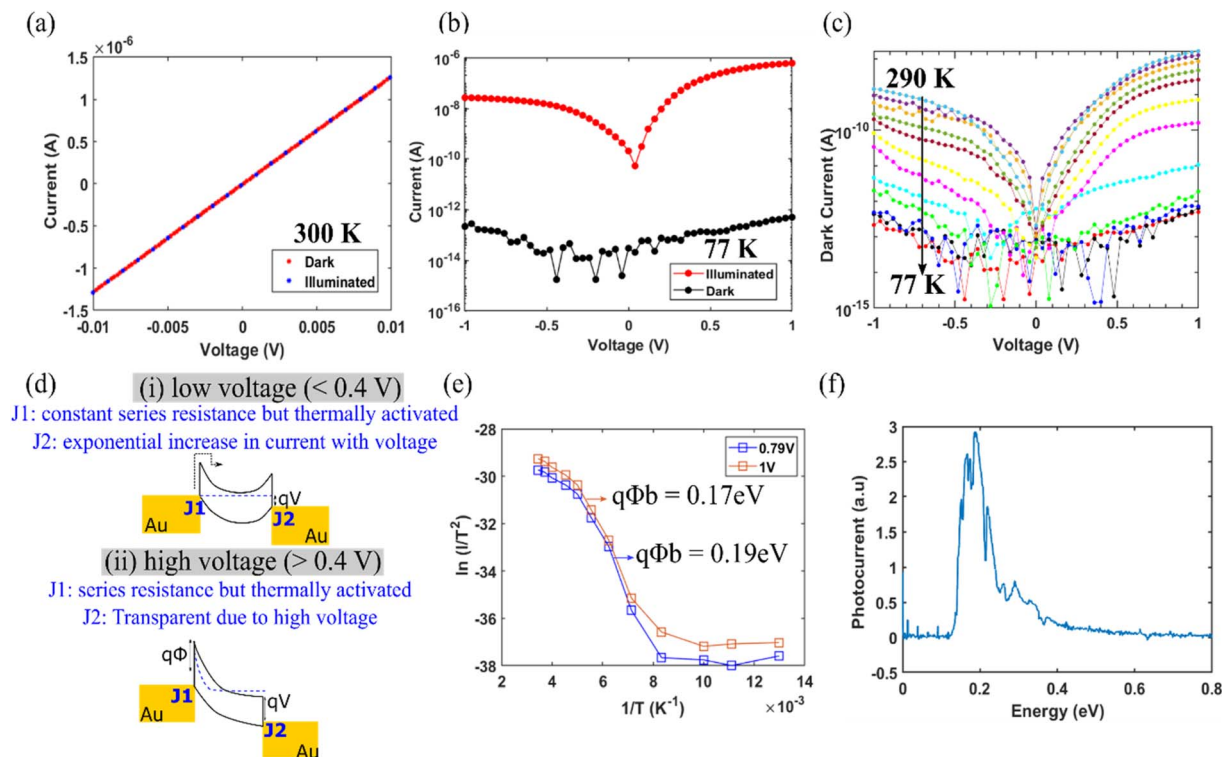 (a)
×10⁻⁶
1.5
1
0.5
0
-0.5
-1
-1.5
Current (A)
300 K
Dark
Illuminated
-0.01
-0.005
0
0.005
0.01
Voltage (V)
(b)
10⁻⁶
10⁻⁸
10⁻¹⁰
10⁻¹²
10⁻¹⁴
10⁻¹⁶
Current (A)
77 K
Illuminated
Dark
-1
-0.5
0
0.5
1
Voltage (V)
(c)
290 K
10⁻¹⁰
77 K
10⁻¹⁵
Dark Current (A)
-1
-0.5
0
0.5
1
Voltage (V)
(d)
(i) low voltage (< 0.4 V)
J1: constant series resistance but thermally activated
J2: exponential increase in current with voltage
J1
Au
qV
J2
Au
(ii) high voltage (> 0.4 V)
J1: series resistance but thermally activated
J2: Transparent due to high voltage
qΦ
J1
Au
qV
J2
Au
(e)
-28
-30
-32
-34
-36
-38
ln (I/T²)
0.79V
1V
qΦb = 0.17eV
qΦb = 0.19eV
2
4
6
8
10
12
14
×10⁻³
1/T (K⁻¹)
(f)
3
2.5
2
1.5
1
0.5
0
-0.5
Photocurrent (a.u)
0
0.2
0.4
0.6
0.8
Energy (eV)